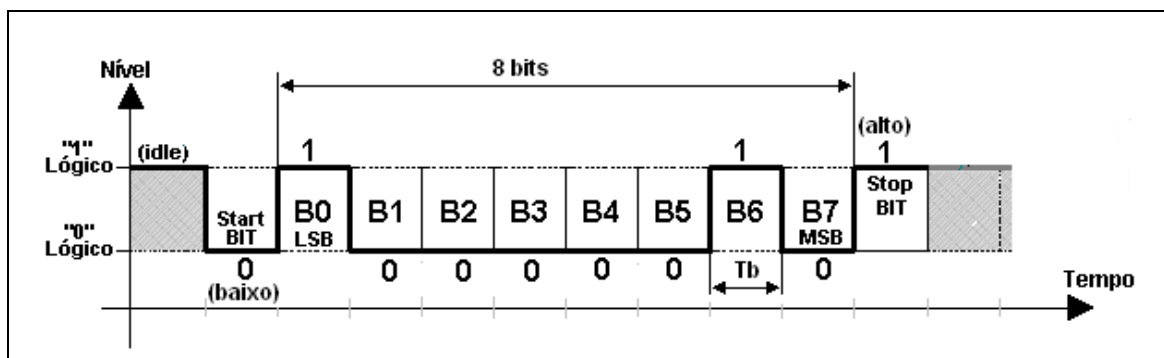 Nível
8 bits
(alto)
"1"
Lógico
(idle)
1
1
1
Start
BIT
B0
LSB
B1
B2
B3
B4
B5
B6
B7
MSB
Stop
BIT
"0"
Lógico
0
(baixo)
0
0
0
0
0
Tb
0
Tempo